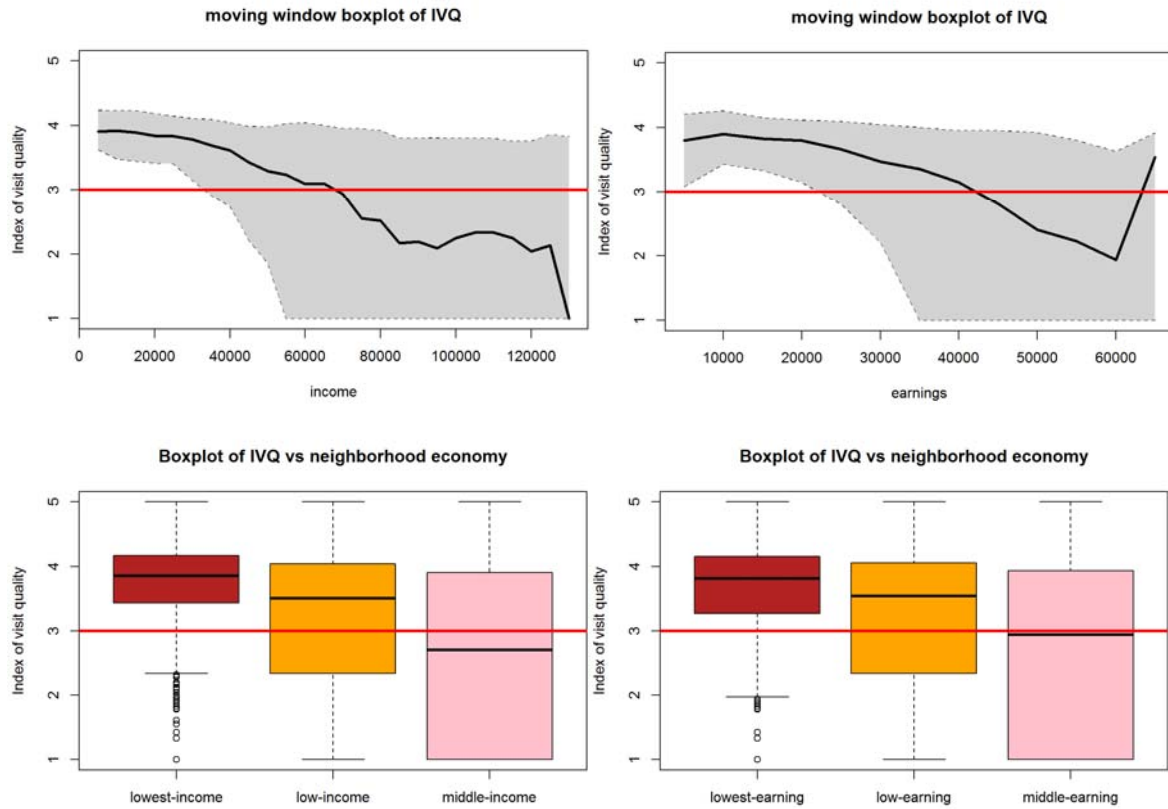 moving window boxplot of IVQ
Index of visit quality
5
4
3
2
1
0 20000 40000 60000 80000 100000 120000
income
moving window boxplot of IVQ
Index of visit quality
5
4
3
2
1
10000 20000 30000 40000 50000 60000
earnings
Boxplot of IVQ vs neighborhood economy
Index of visit quality
5
4
3
2
1
lowest-income low-income middle-income
Boxplot of IVQ vs neighborhood economy
Index of visit quality
5
4
3
2
1
lowest-earning low-earning middle-earning